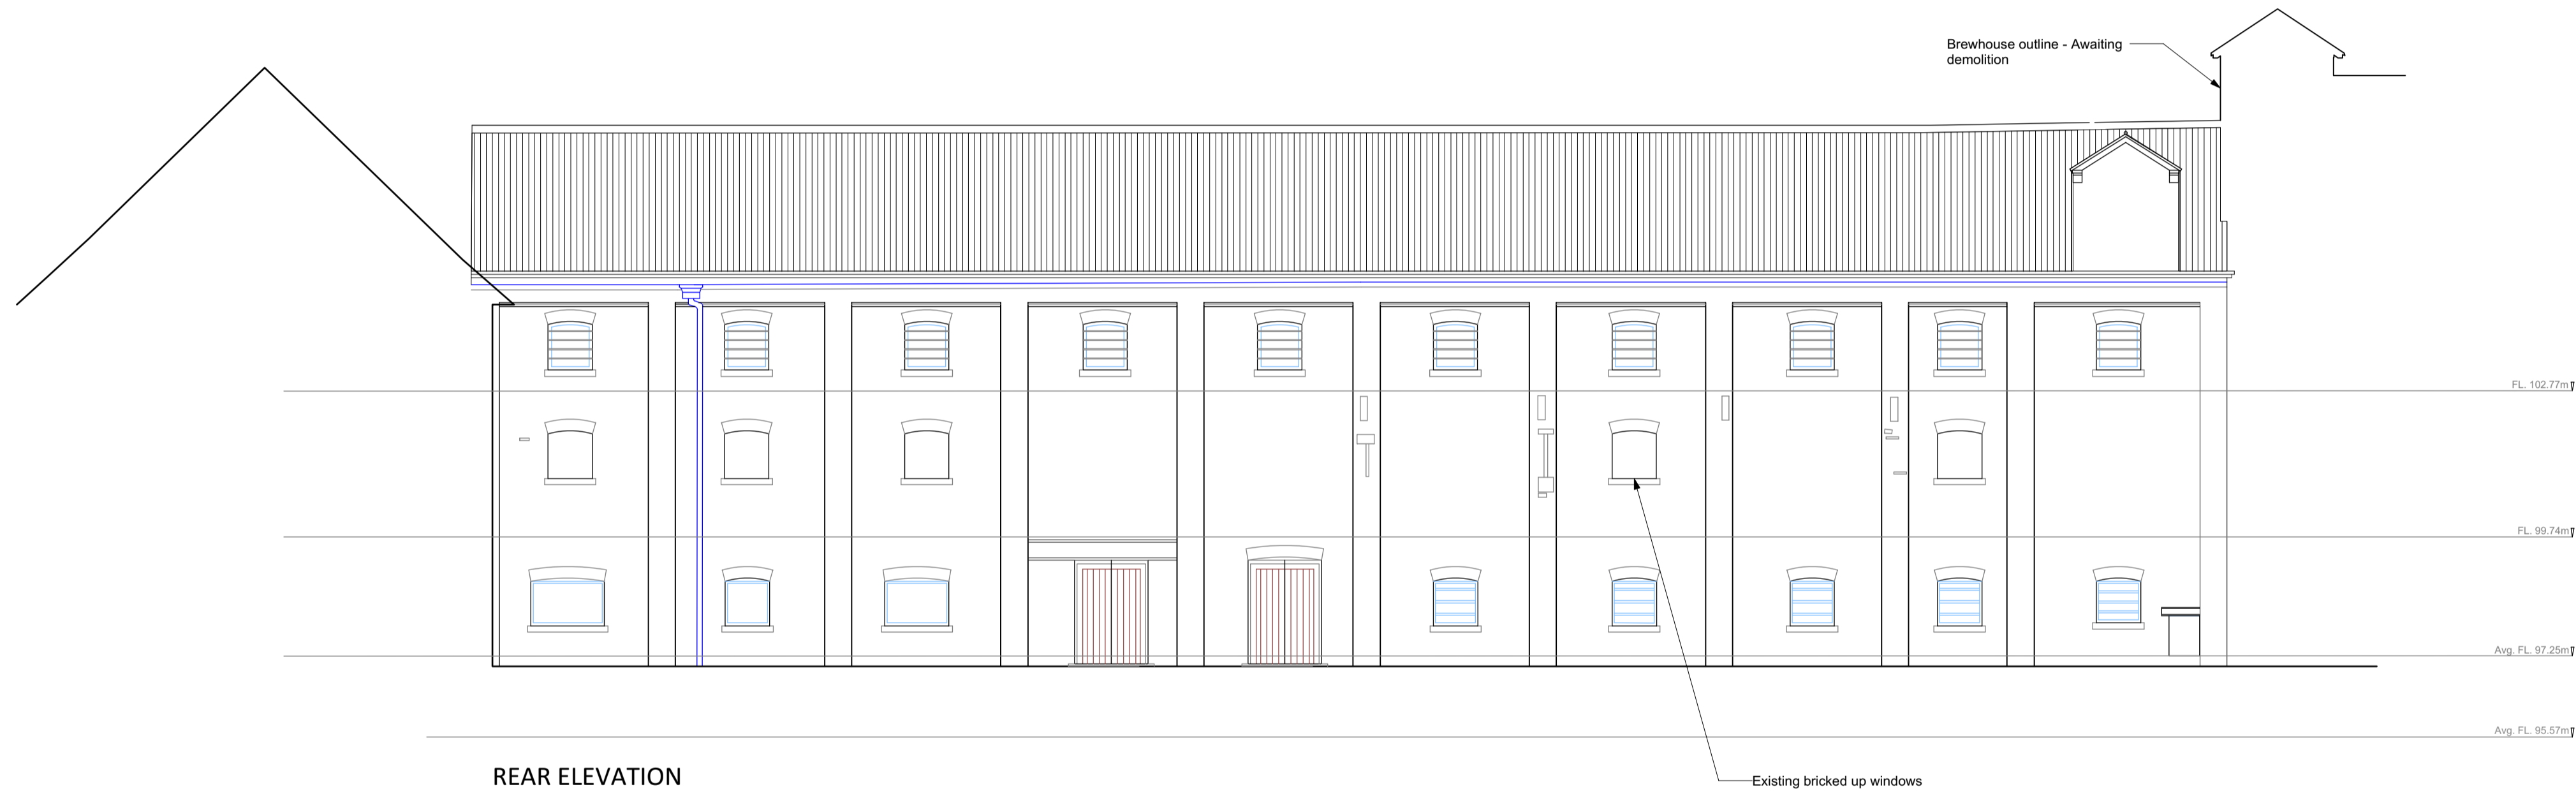 Brewhouse outline - Awaiting
demolition
FL. 102.77m
FL. 99.74m
Avg. FL. 97.25m
Avg. FL. 95.57m
REAR ELEVATION
Existing bricked up windows